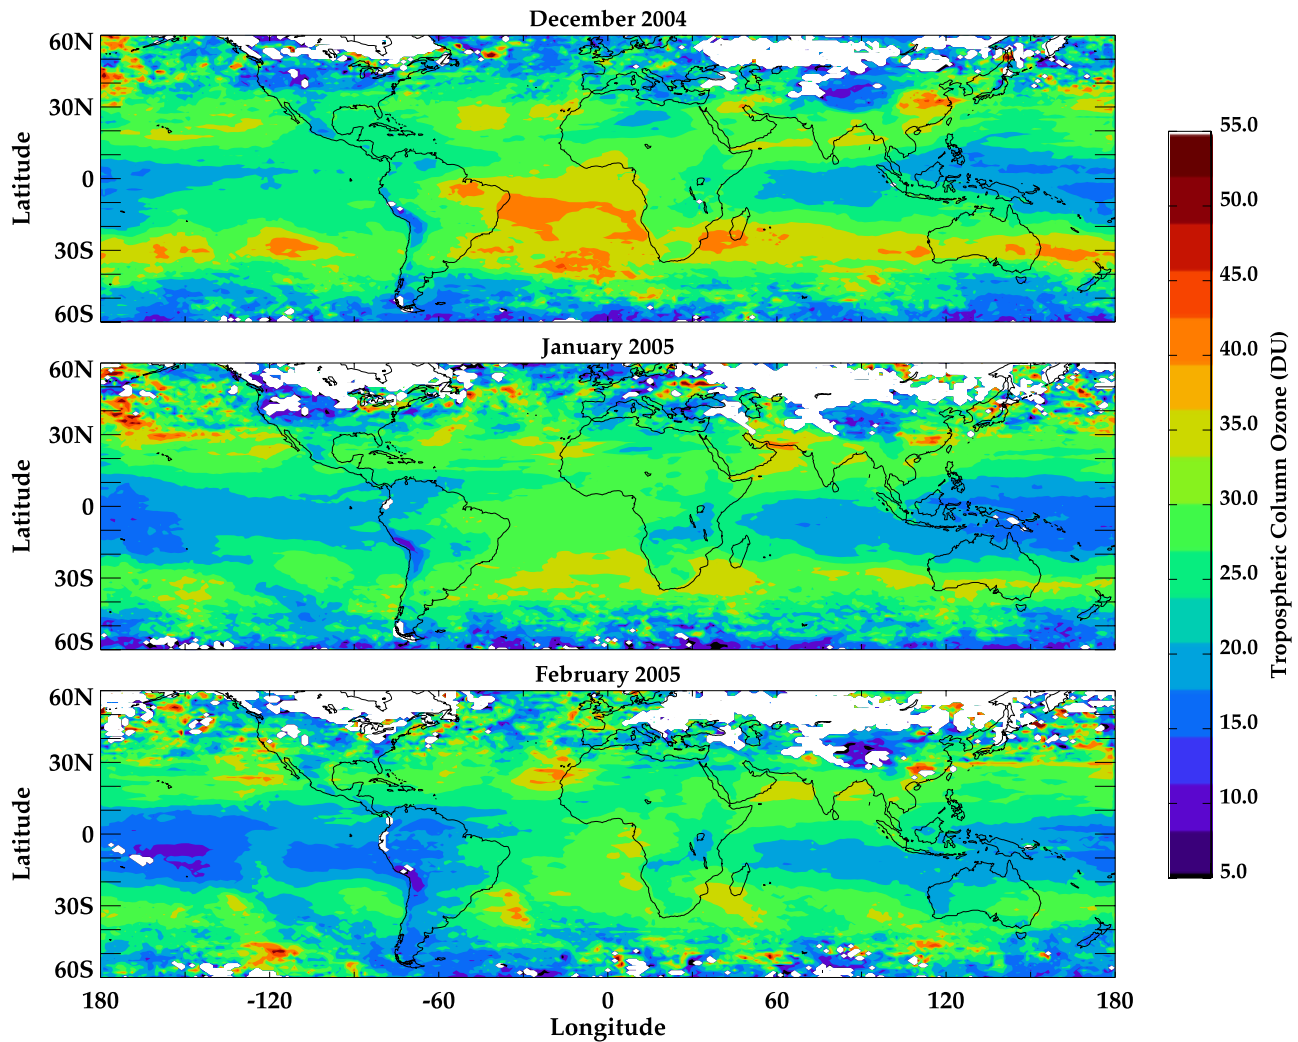 December 2004
60N
30N
0
30S
60S
Latitude
January 2005
60N
30N
0
30S
60S
Latitude
February 2005
60N
30N
0
30S
60S
Latitude
180
-120
-60
0
60
120
180
Longitude
55.0
50.0
45.0
40.0
35.0
30.0
25.0
20.0
15.0
10.0
5.0
Tropospheric Column Ozone (DU)